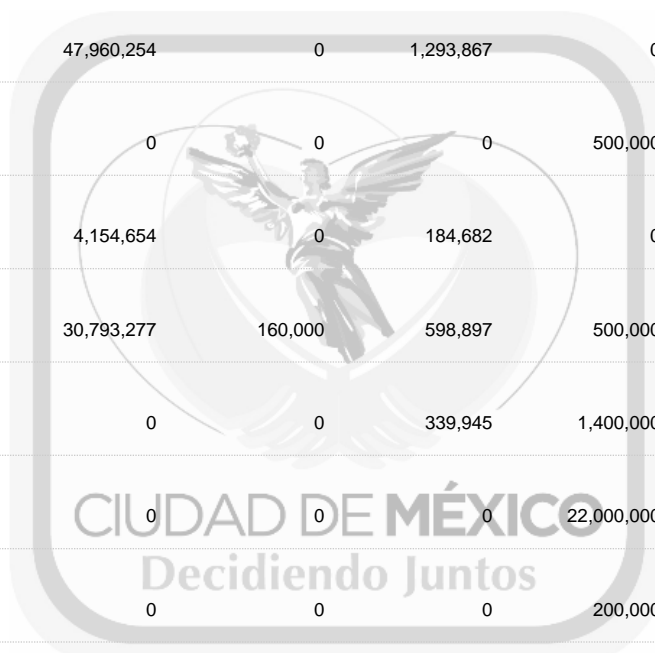 47,960,254 0 1,293,867 0
0 0 0 500,000
4,154,654 0 184,682 0
30,793,277 160,000 598,897 500,000
0 0 339,945 1,400,000
CIUDAD DE MÉXICO
0 0 0 22,000,000
Decidiendo Juntos
0 0 0 200,000